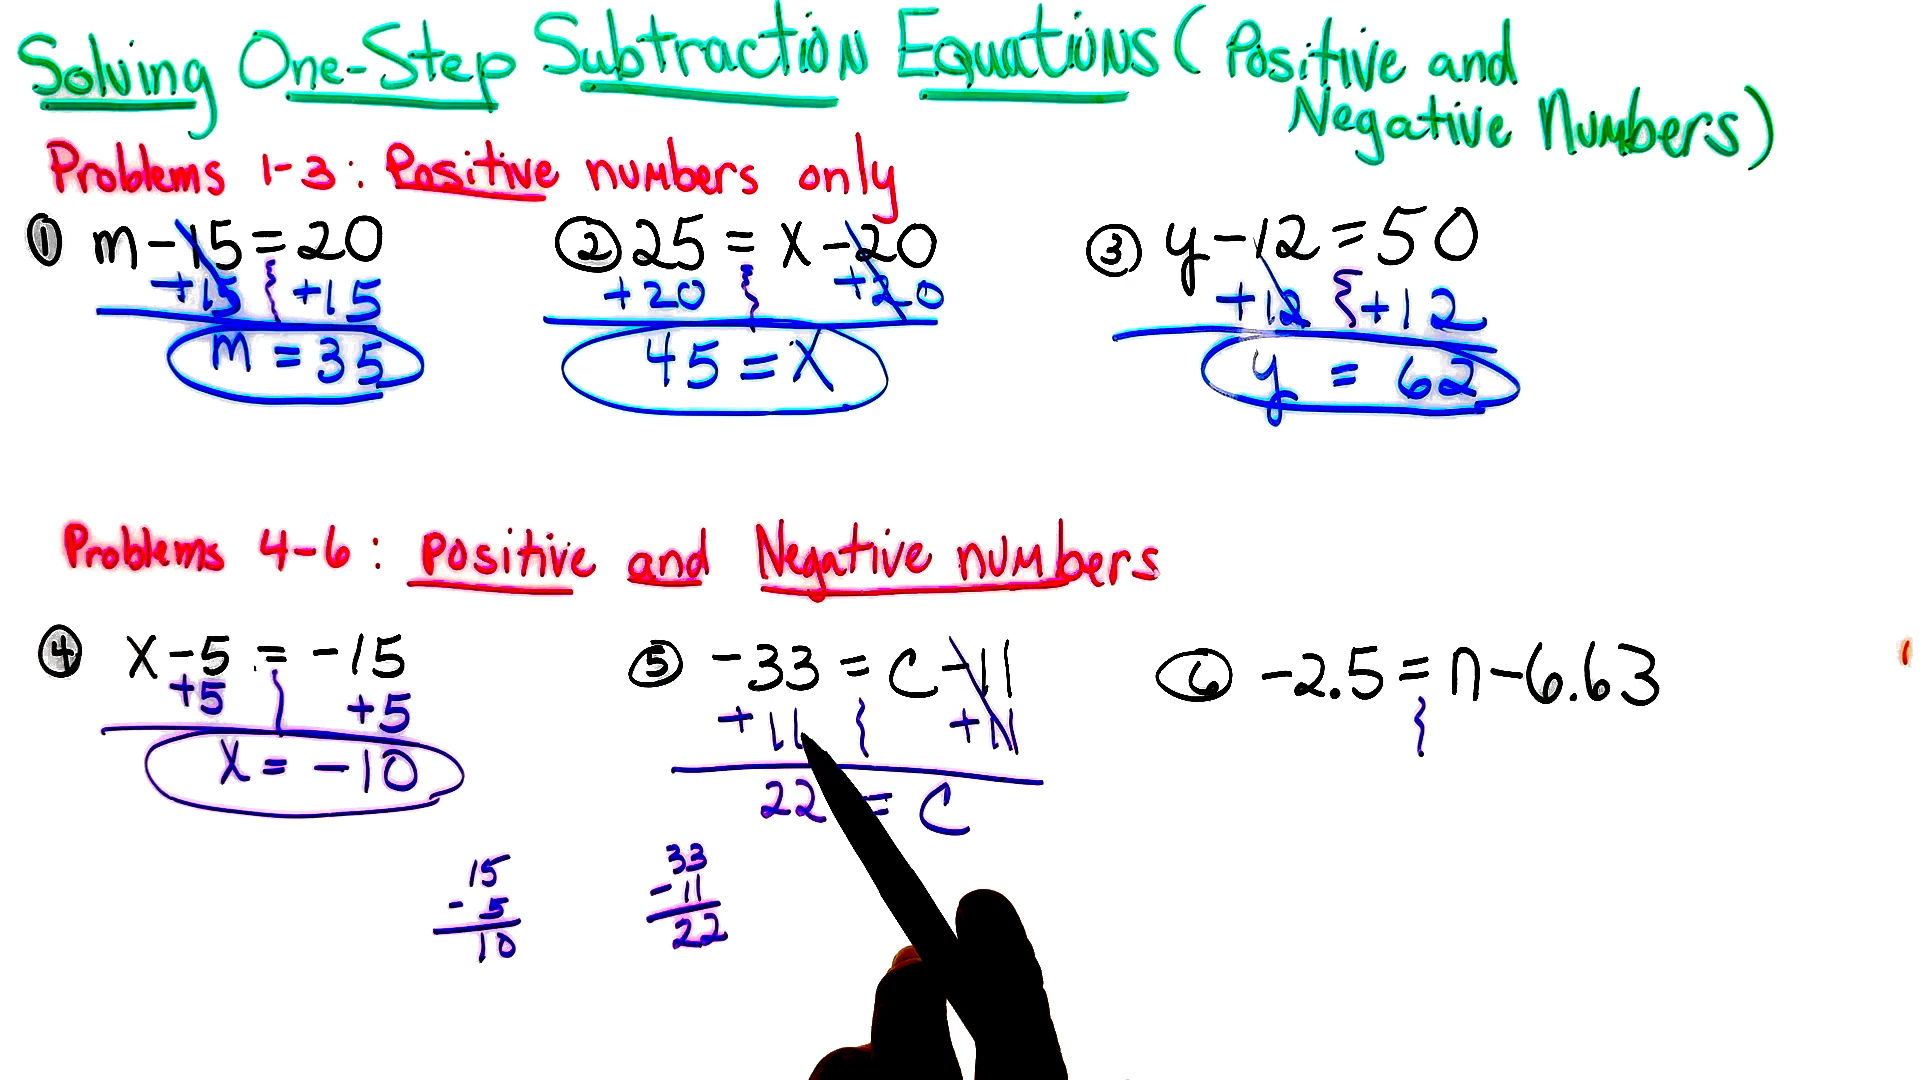 Solving One-Step Subtraction Equations (Positive and
Negative Numbers)
Problems 1-3: Positive numbers only
① m-15=20
+15 +15
m = 35
② 25 = x-20
+20 +20
45 = x
③ y-12=50
+12 +12
y = 62
Problems 4-6: positive and Negative numbers
④ x-5 = -15
+5 +5
x = -10
15
- 5
10
⑤ -33 = c-11
+11 +11
22 = c
33
-11
22
⑥ -2.5 = n-6.63